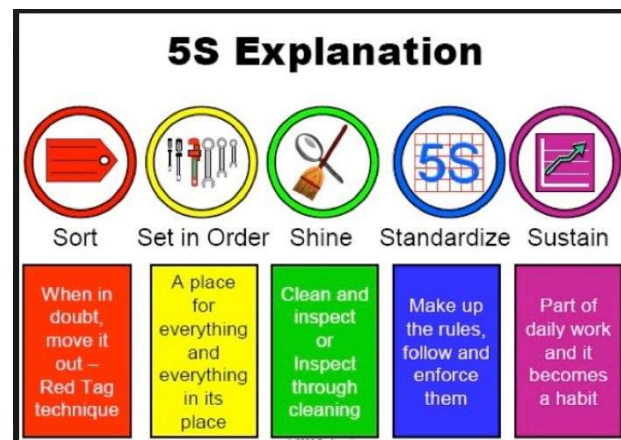 5S Explanation
5S
Sort
Set in Order
Shine
Standardize
Sustain
When in
doubt,
move it
out –
Red Tag
technique
A place
for
everything
and
everything
in its
place
Clean and
inspect
or
Inspect
through
cleaning
Make up
the rules,
follow and
enforce
them
Part of
daily work
and it
becomes
a habit